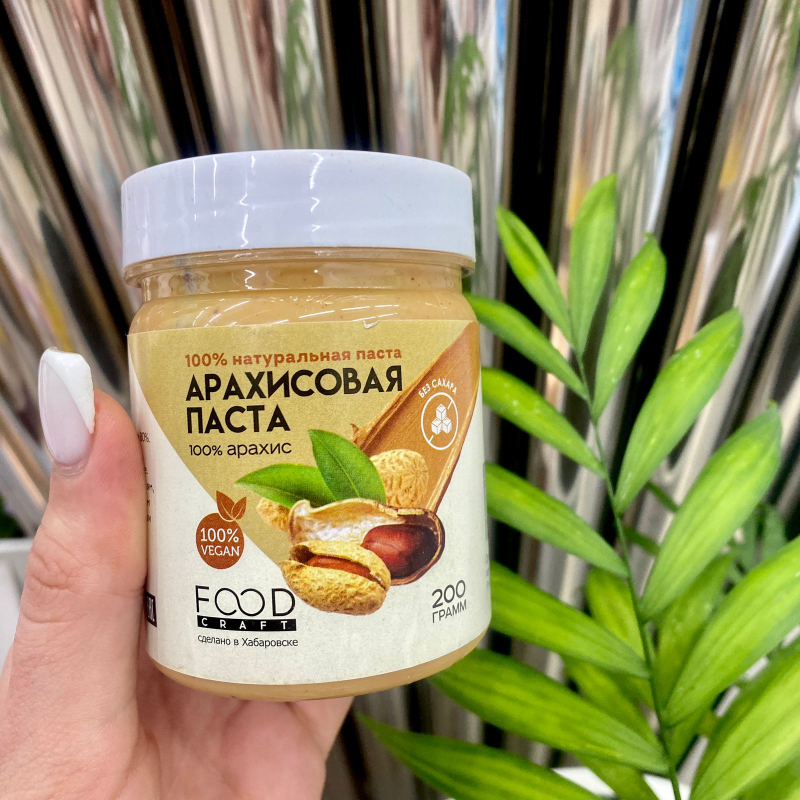 100% натуральная паста
АРАХИСОВАЯ
ПАСТА
100% арахис
БЕЗ САХАРА
100%
VEGAN
FOOD
CRAFT
сделано в Хабаровске
200
ГРАММ